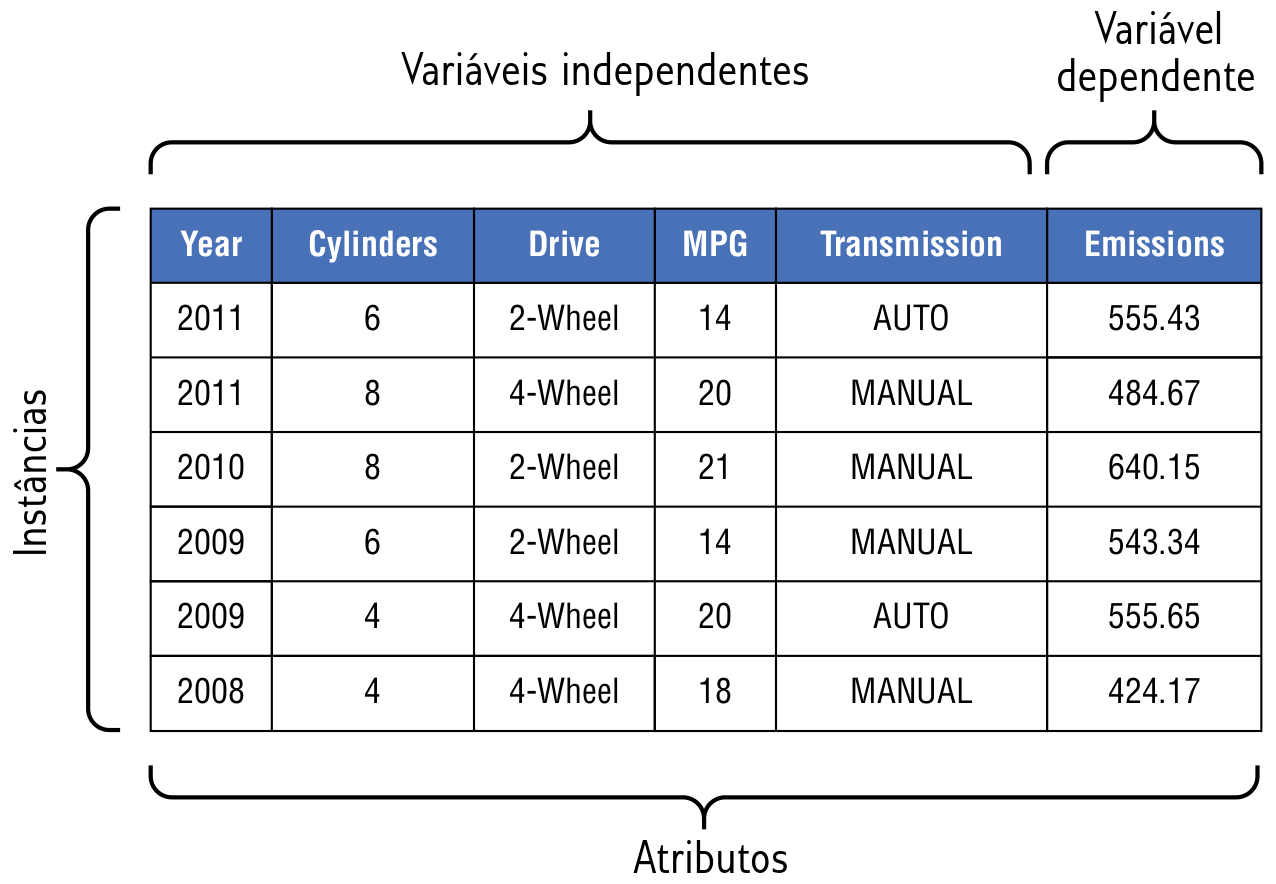 Variáveis independentes
Variável
dependente
Instâncias
Year Cylinders Drive MPG Transmission Emissions
2011 6 2-Wheel 14 AUTO 555.43
2011 8 4-Wheel 20 MANUAL 484.67
2010 8 2-Wheel 21 MANUAL 640.15
2009 6 2-Wheel 14 MANUAL 543.34
2009 4 4-Wheel 20 AUTO 555.65
2008 4 4-Wheel 18 MANUAL 424.17
Atributos